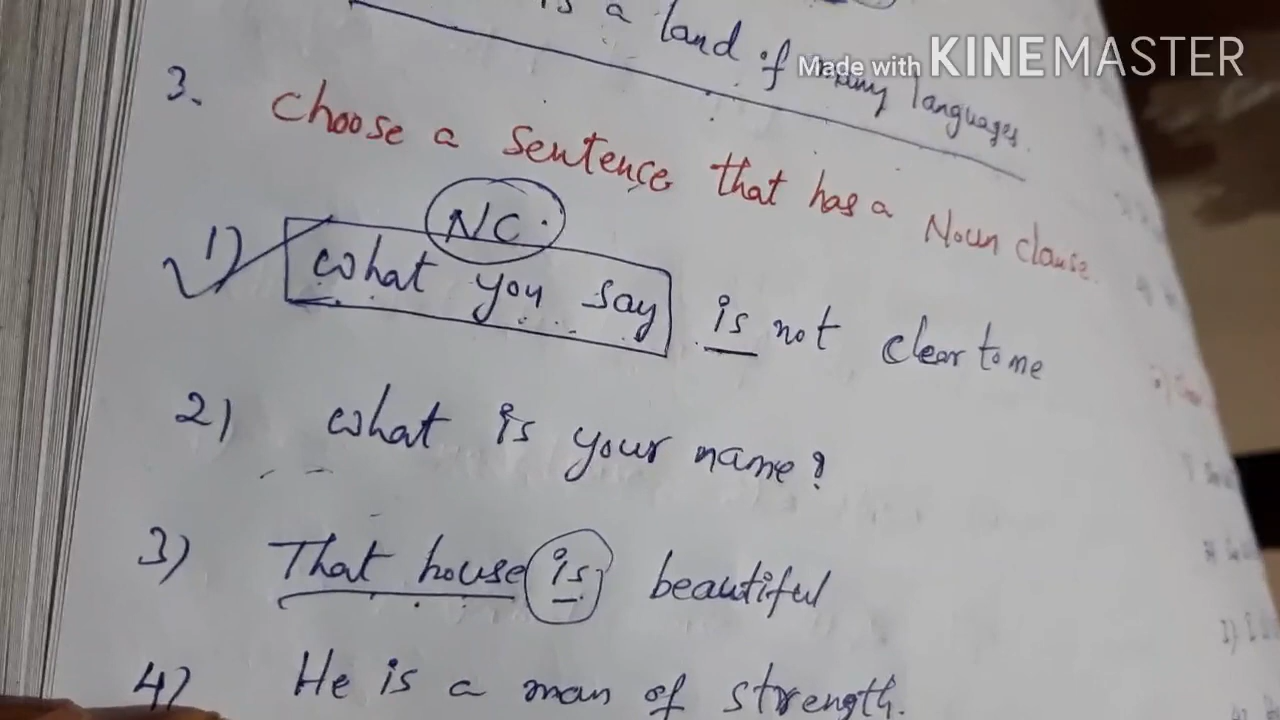 is a land of many languages.
Made with KINEMASTER
3. Choose a sentence that has a Noun clause.
NC.
1) What you say is not clear to me
2) What is your name?
3) That house is beautiful
4) He is a man of strength.